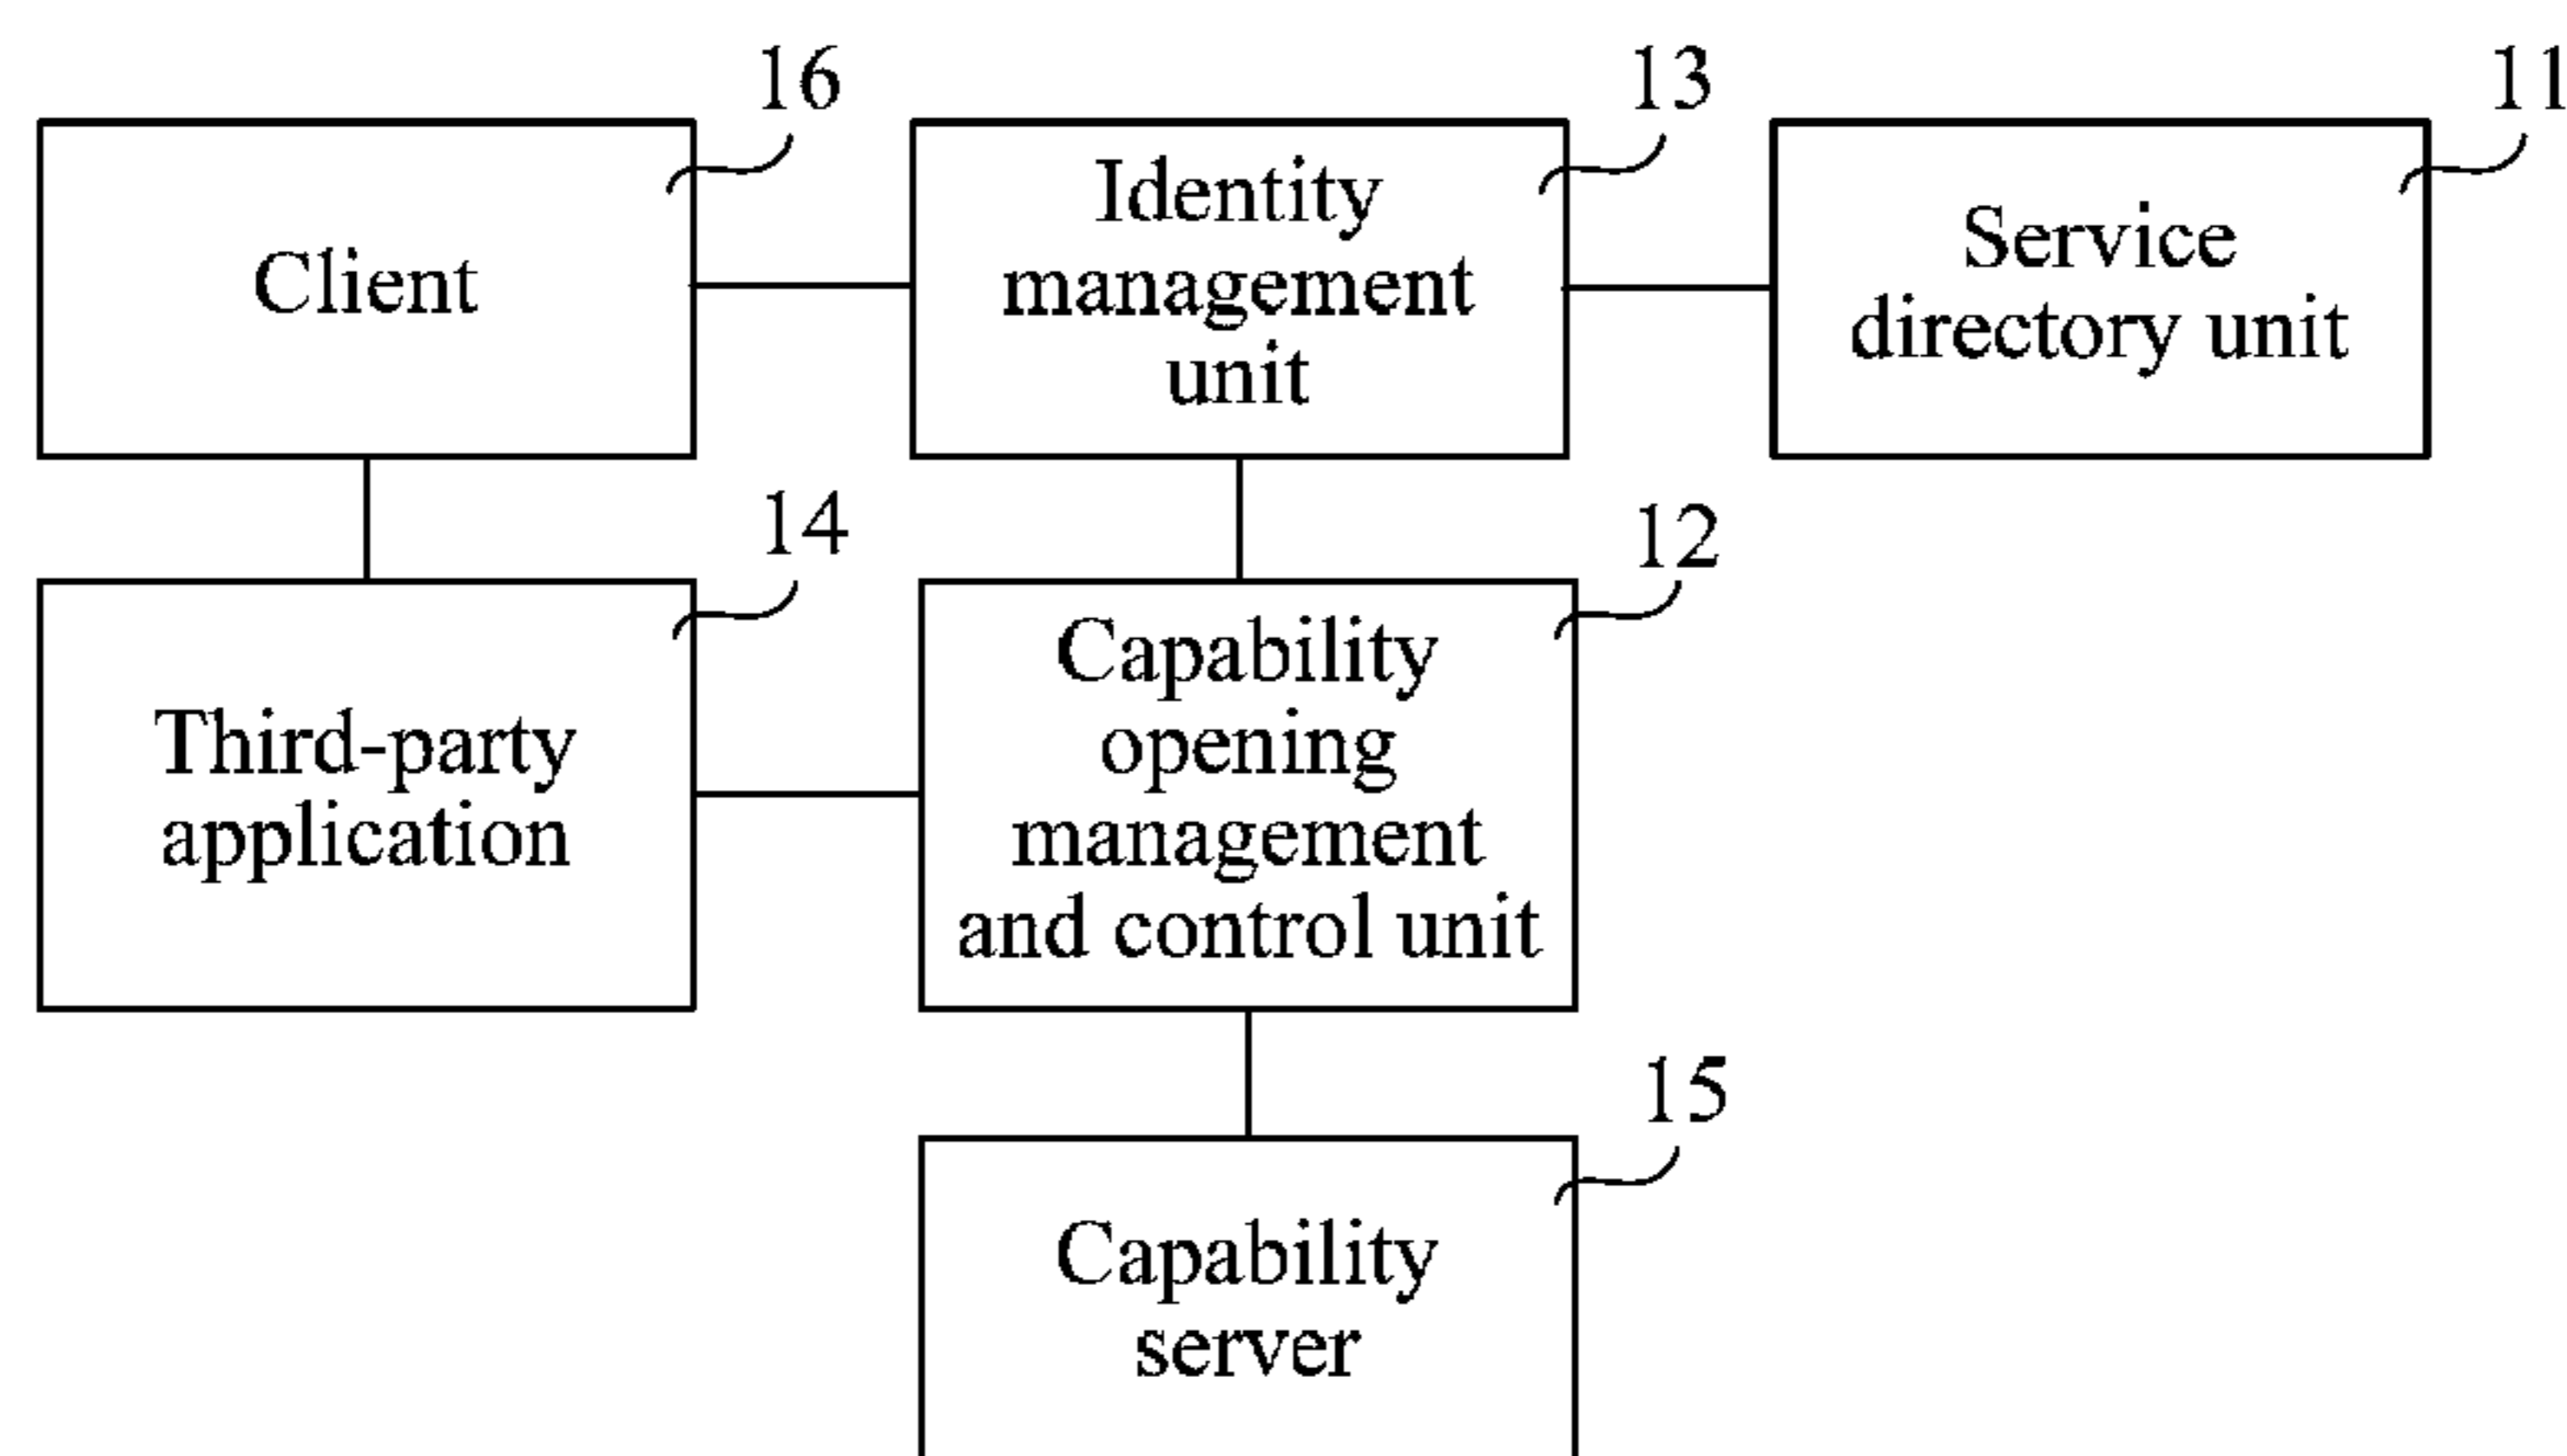 16
13
11
Client
Identity
management
unit
Service
directory unit
14
12
Third-party
application
Capability
opening
management
and control unit
15
Capability
server